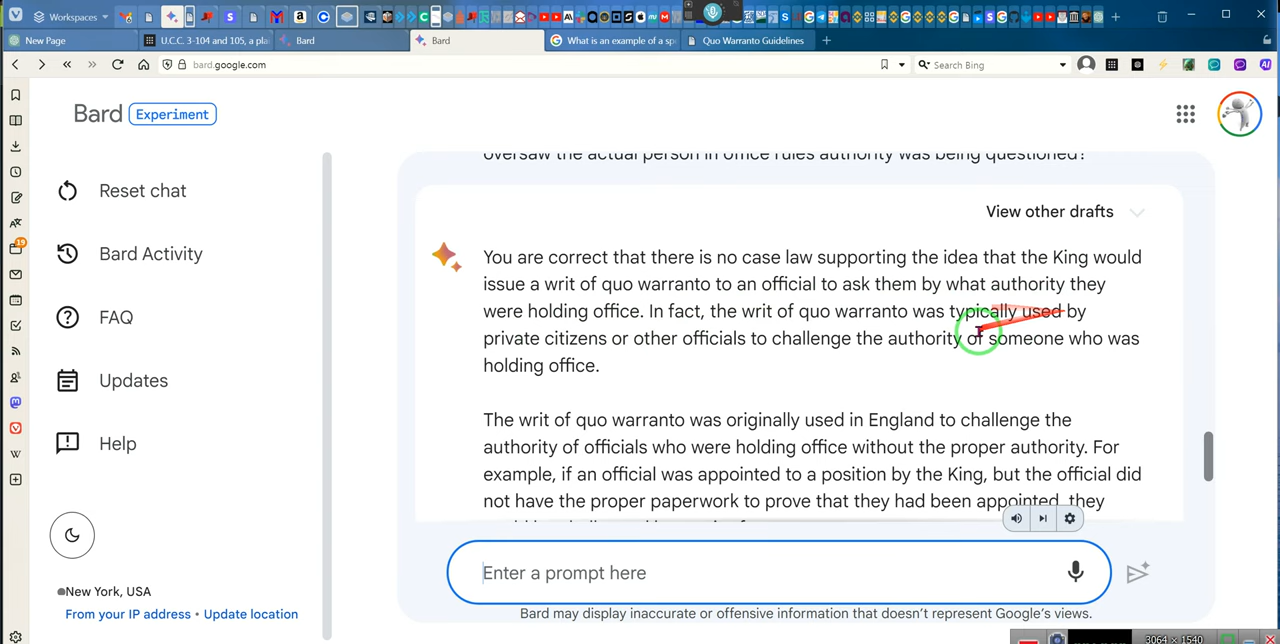 Workspaces
New Page
U.C.C. 3-104 and 105, a pla
Bard
Bard
What is an example of a sp
Quo Warranto Guidelines
bard.google.com
Search Bing
Bard Experiment
Oversaw the actual person in office rules authority was being questioned?
Reset chat
View other drafts
Bard Activity
You are correct that there is no case law supporting the idea that the King would
issue a writ of quo warranto to an official to ask them by what authority they
were holding office. In fact, the writ of quo warranto was typically used by
FAQ
private citizens or other officials to challenge the authority of someone who was
holding office.
Updates
The writ of quo warranto was originally used in England to challenge the
Help
authority of officials who were holding office without the proper authority. For
example, if an official was appointed to a position by the King, but the official did
not have the proper paperwork to prove that they had been appointed, they
19
Enter a prompt here
New York, USA
From your IP address • Update location
Bard may display inaccurate or offensive information that doesn't represent Google's views.
3064 × 1540